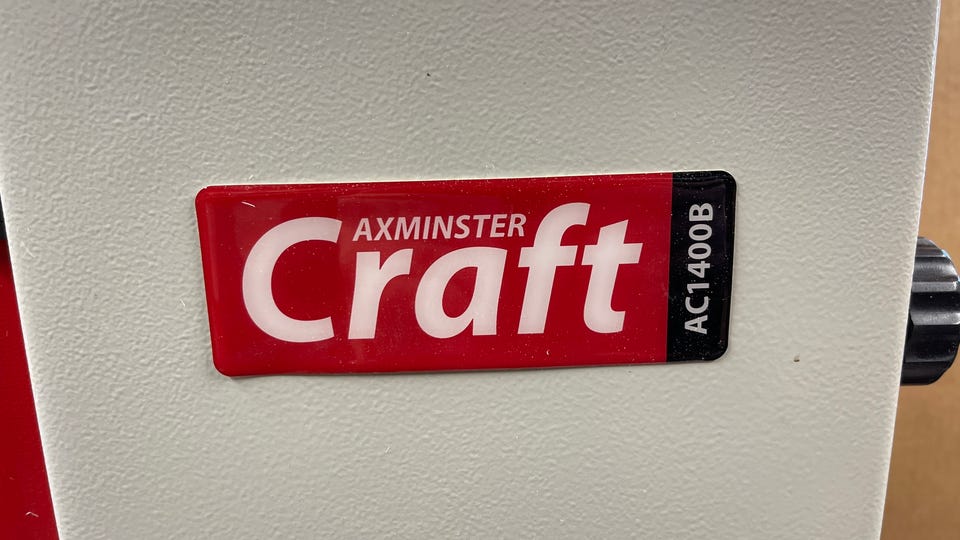 AXMINSTER
Craft
AC1400B